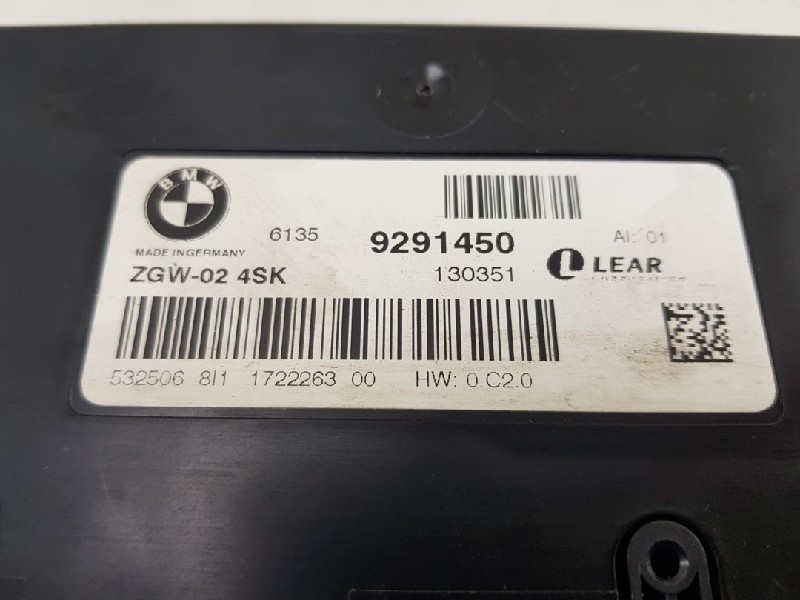 BMW
6135 9291450 AI: 01
MADE IN GERMANY
ZGW-02 4SK 130351 LEAR
CORPORATION
532506 8I1 1722263 00 HW: 0 C2.0